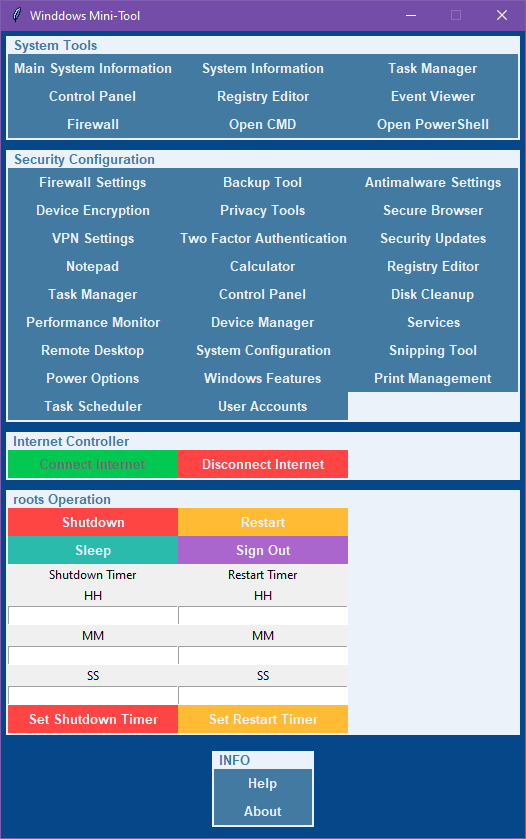 Winddows Mini-Tool
System Tools
Main System Information System Information Task Manager
Control Panel Registry Editor Event Viewer
Firewall Open CMD Open PowerShell
Security Configuration
Firewall Settings Backup Tool Antimalware Settings
Device Encryption Privacy Tools Secure Browser
VPN Settings Two Factor Authentication Security Updates
Notepad Calculator Registry Editor
Task Manager Control Panel Disk Cleanup
Performance Monitor Device Manager Services
Remote Desktop System Configuration Snipping Tool
Power Options Windows Features Print Management
Task Scheduler User Accounts
Internet Controller
Connect Internet Disconnect Internet
roots Operation
Shutdown Restart
Sleep Sign Out
Shutdown Timer Restart Timer
HH HH
MM MM
SS SS
Set Shutdown Timer Set Restart Timer
INFO
Help
About